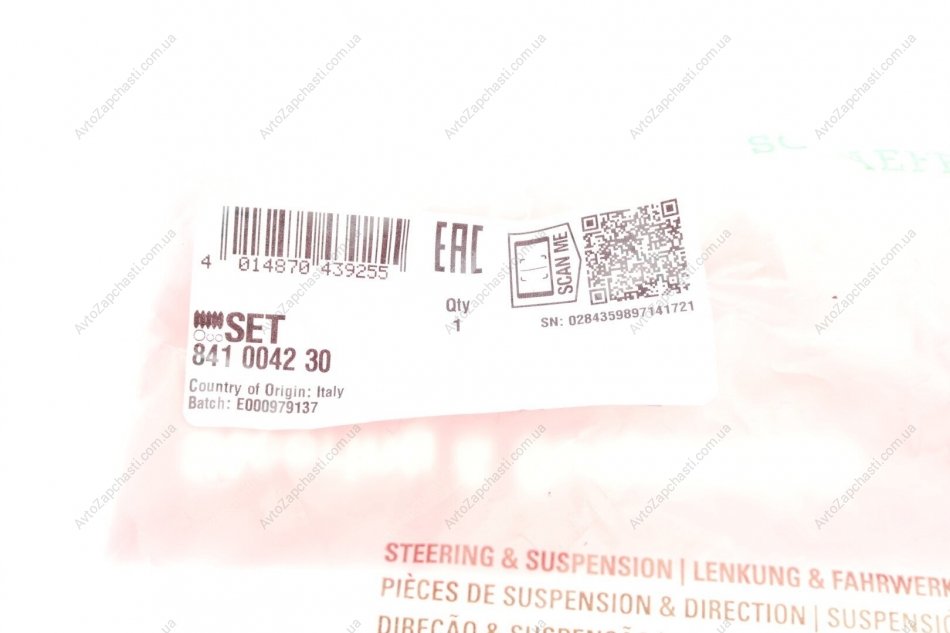 AvtoZapchasti.com.ua
EAC
SCAN ME
4 014870 439255
Qty
1
SN: 0284359897141721
SET
841 0042 30
Country of Origin: Italy
Batch: E000979137
STEERING & SUSPENSION | LENKUNG & FAHRWERK
PIÈCES DE SUSPENSION & DIRECTION |
DIREÇÃO &